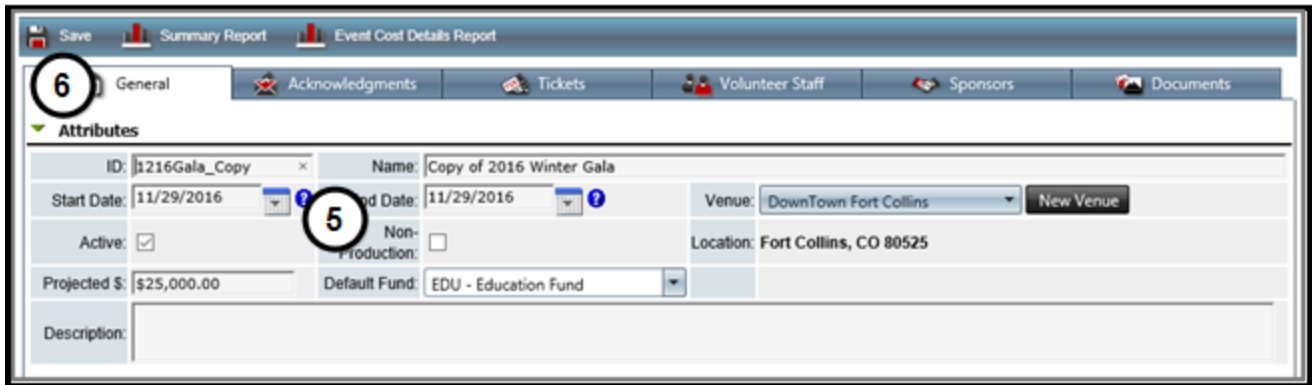 Save Summary Report Event Cost Details Report
6 General Acknowledgments Tickets Volunteer Staff Sponsors Documents
Attributes
ID: 1216Gala_Copy × Name: Copy of 2016 Winter Gala
Start Date: 11/29/2016 ? 5 nd Date: 11/29/2016 ? Venue: DownTown Fort Collins New Venue
Active: Non-Production: Location: Fort Collins, CO 80525
Projected $: $25,000.00 Default Fund: EDU - Education Fund
Description: